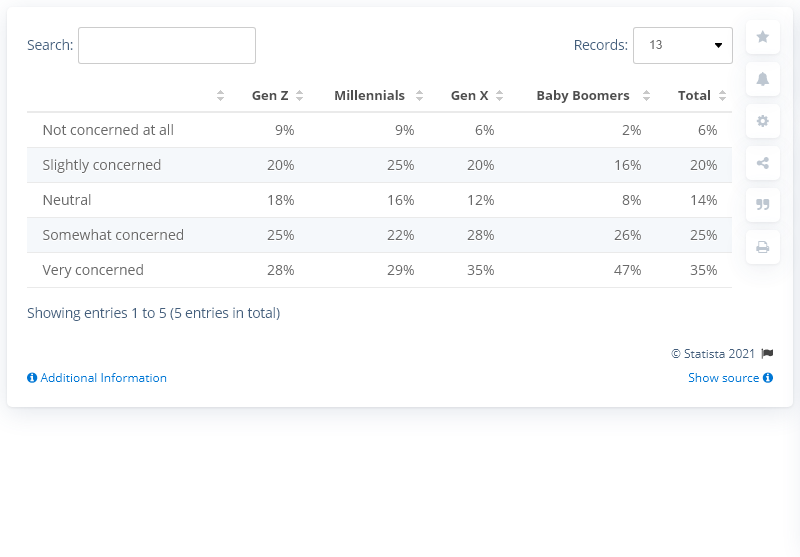 Search:
Records: 13
Gen Z Millennials Gen X Baby Boomers Total
Not concerned at all 9% 9% 6% 2% 6%
Slightly concerned 20% 25% 20% 16% 20%
Neutral 18% 16% 12% 8% 14%
Somewhat concerned 25% 22% 28% 26% 25%
Very concerned 28% 29% 35% 47% 35%
Showing entries 1 to 5 (5 entries in total)
© Statista 2021
Additional Information Show source